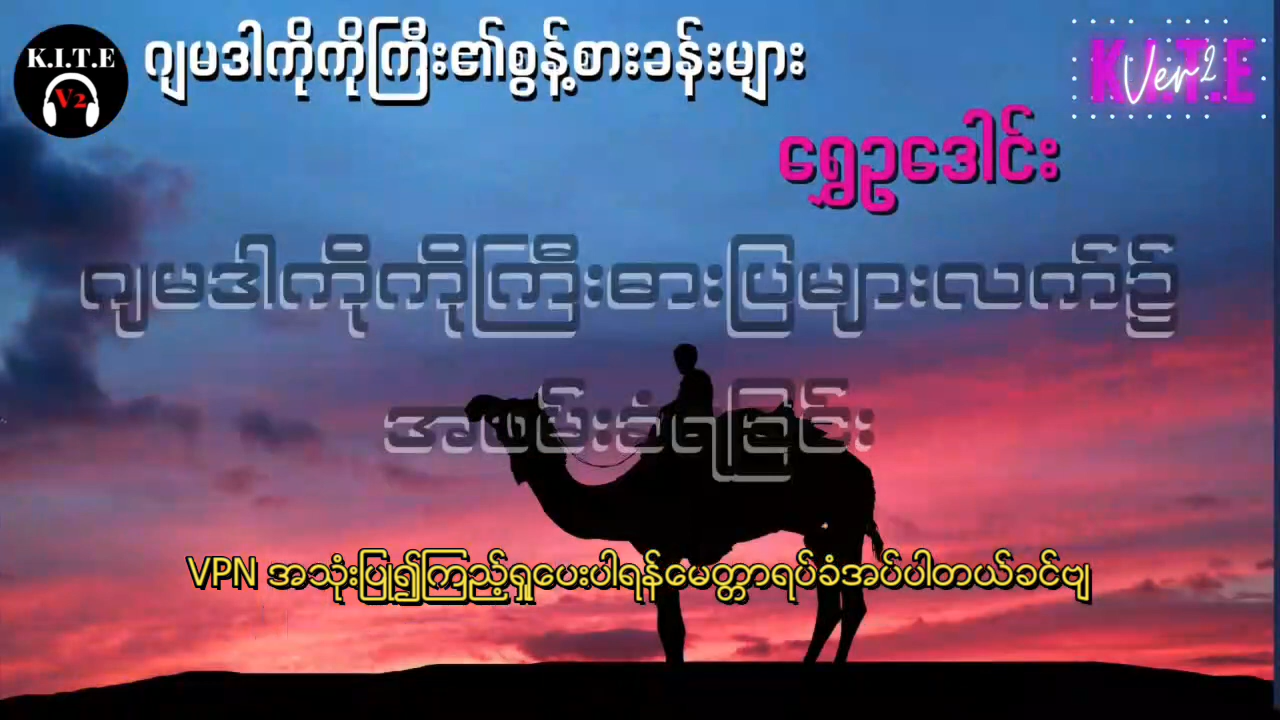 K.I.T.E
V2
ဂျမဒါကိုကိုကြီး၏စွန့်စားခန်းများ
K.I.T.E
Ver2
ရွှေဥဒေါင်း
ဂျမဒါကိုကိုကြီးဓားပြများလက်၌
အဖမ်းခံရခြင်း
VPN အသုံးပြု၍ကြည့်ရှုပေးပါရန်မေတ္တာရပ်ခံအပ်ပါတယ်ခင်ဗျ